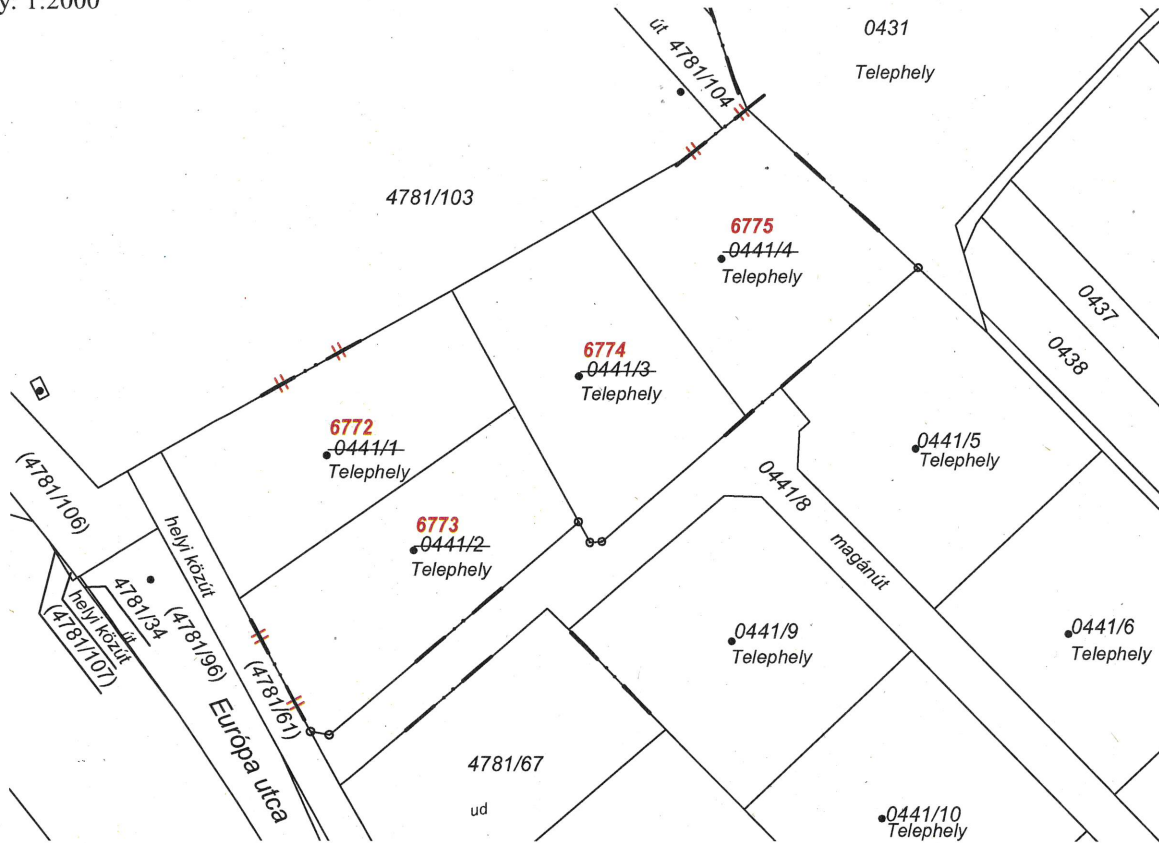 y. 1:2000
0431
Telephely
út 4781/104
4781/103
6775
0441/4
Telephely
0437
0438
6774
0441/3
Telephely
6772
0441/1
Telephely
0441/5
Telephely
(4781/106)
0441/8
magánút
helyi közút
6773
0441/2
Telephely
4781/34
út
helyi közút
(4781/107)
(4781/96)
(4781/61)
Európa utca
0441/9
Telephely
0441/6
Telephely
4781/67
ud
0441/10
Telephely